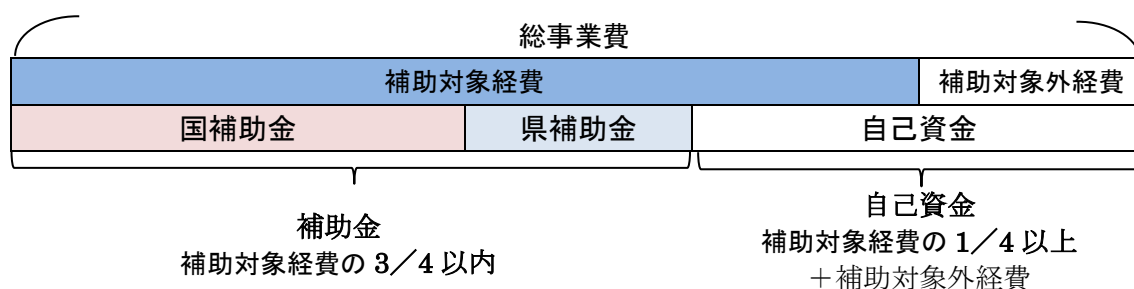 総事業費
補助対象経費 補助対象外経費
国補助金 県補助金 自己資金
補助金
補助対象経費の 3／4 以内
自己資金
補助対象経費の 1／4 以上
＋補助対象外経費